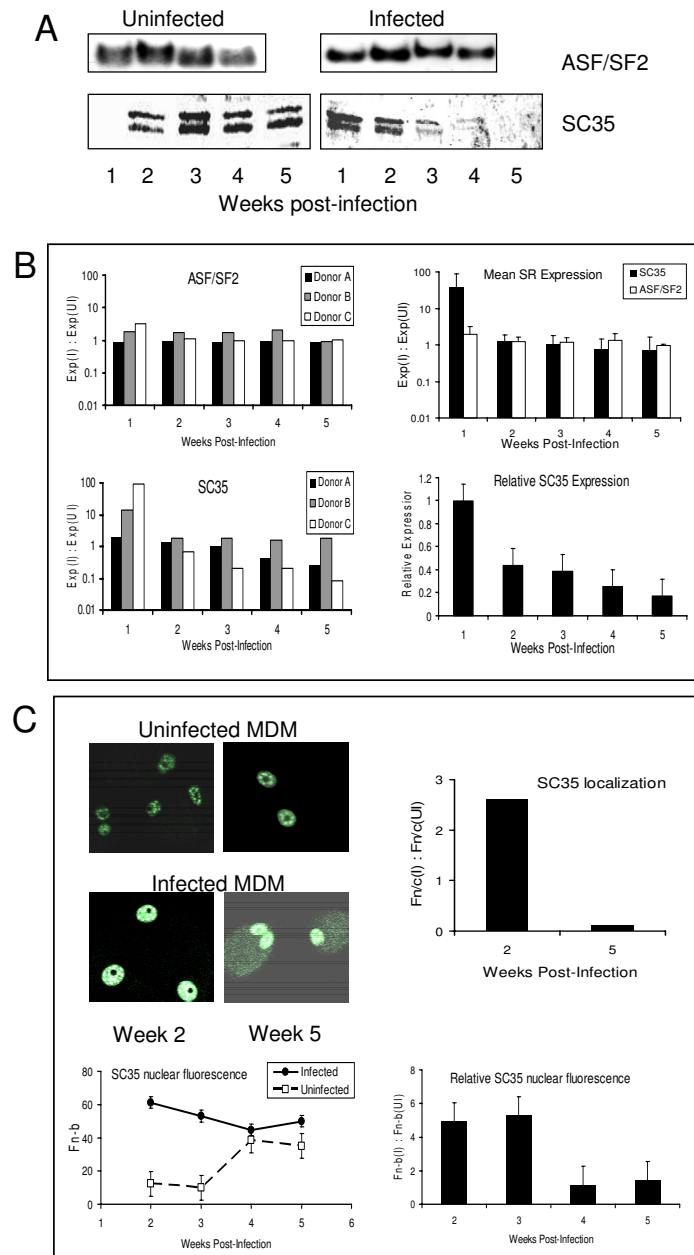 A
Uninfected
Infected
ASF/SF2
SC35
1 2 3 4 5 1 2 3 4 5
Weeks post-infection
B
ASF/SF2
Donor A
Donor B
Donor C
Exp(I) : Exp(UI)
100
10
1
0.1
0.01
1 2 3 4 5
Weeks Post-Infection
Mean SR Expression
SC35
ASF/SF2
Exp(I) : Exp(UI)
100
10
1
0.1
0.01
1 2 3 4 5
Weeks Post-Infection
SC35
Donor A
Donor B
Donor C
Exp(I) : Exp(UI)
100
10
1
0.1
0.01
1 2 3 4 5
Weeks Post-Infection
Relative SC35 Expression
Relative Expression
1.2
1
0.8
0.6
0.4
0.2
0
1 2 3 4 5
Weeks Post-Infection
C
Uninfected MDM
Infected MDM
Week 2 Week 5
SC35 localization
Fn/c(I) : Fn/c(UI)
3
2
1
0
2 5
Weeks Post-Infection
SC35 nuclear fluorescence
Infected
Uninfected
Fn-b
80
60
40
20
0
1 2 3 4 5 6
Weeks Post-Infection
Relative SC35 nuclear fluorescence
Fn-b(I) : Fn-b(UI)
8
6
4
2
0
2 3 4 5
Weeks Post-Infection